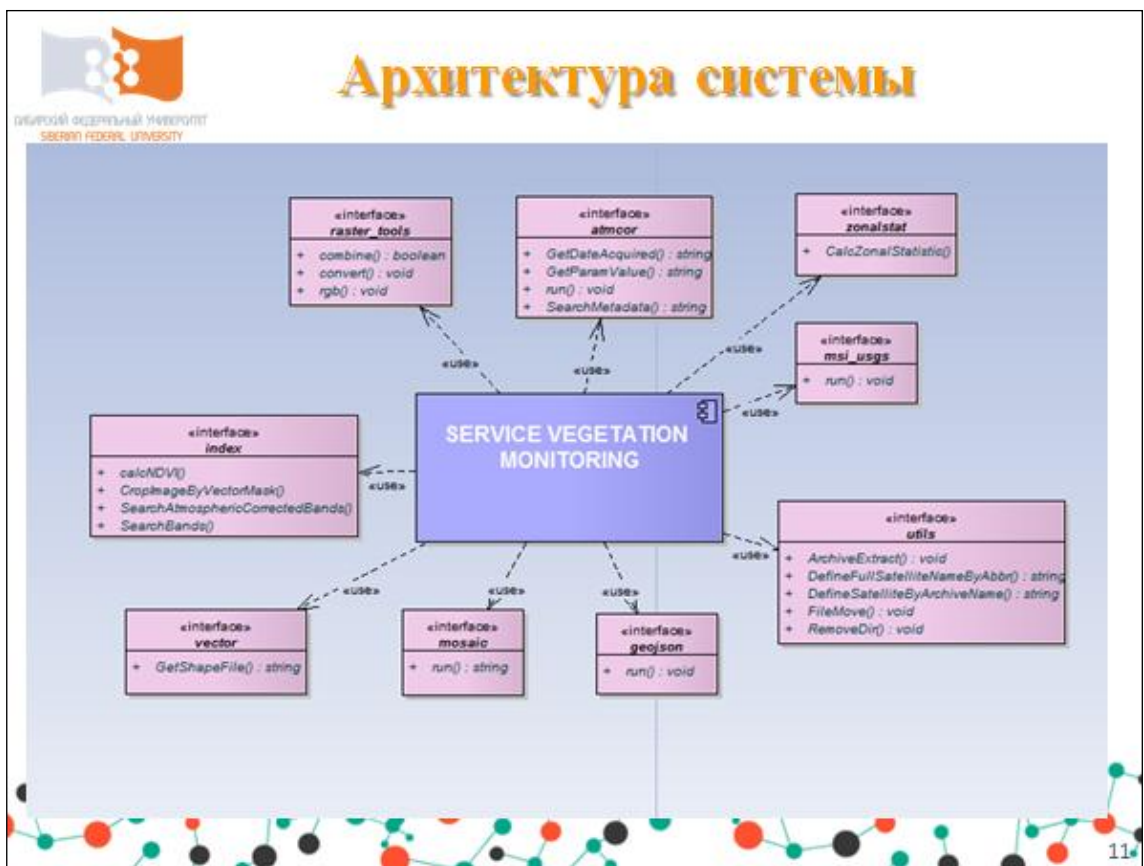 Архитектура системы
СИБИРСКИЙ ФЕДЕРАЛЬНЫЙ УНИВЕРСИТЕТ
SIBERIAN FEDERAL UNIVERSITY
«interface»
raster_tools
+ combine() : boolean
+ convert() : void
+ rgb() : void
«interface»
atmcor
+ GetDateAcquired() : string
+ GetParamValue() : string
+ run() : void
+ SearchMetadata() : string
«interface»
zonalstat
+ CalcZonalStatistic()
«interface»
msi_usgs
+ run() : void
«use»
«use»
«use»
«use»
SERVICE VEGETATION
MONITORING
«interface»
index
+ calcNDVI()
+ CropImageByVectorMask()
+ SearchAtmosphericCorrectedBands()
+ SearchBands()
«use»
«interface»
utils
+ ArchiveExtract() : void
+ DefineFullSatelliteNameByAbbr() : string
+ DefineSatelliteByArchiveName() : string
+ FileMove() : void
+ RemoveDir() : void
«use»
«use»
«use»
«use»
«interface»
vector
+ GetShapeFile() : string
«interface»
mosaic
+ run() : string
«interface»
geojson
+ run() : void
11